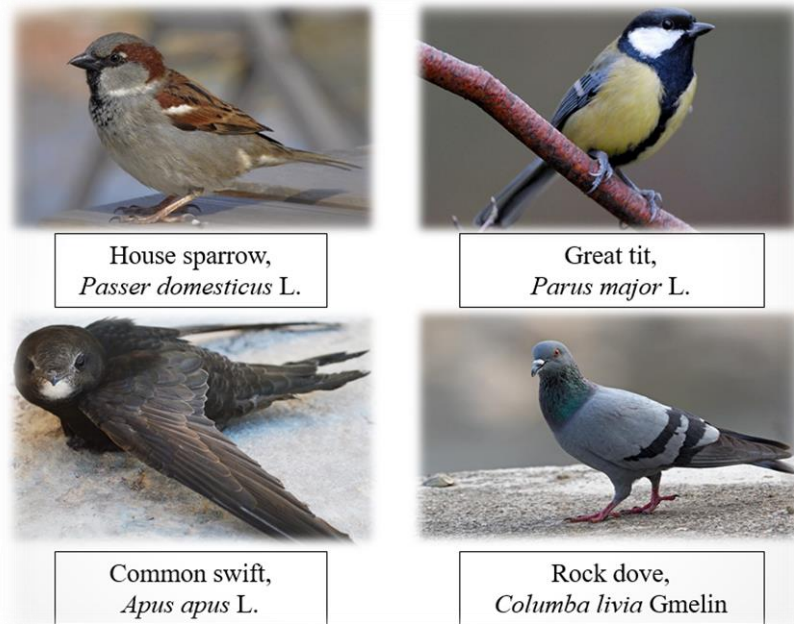 House sparrow,
Passer domesticus L.
Great tit,
Parus major L.
Common swift,
Apus apus L.
Rock dove,
Columba livia Gmelin